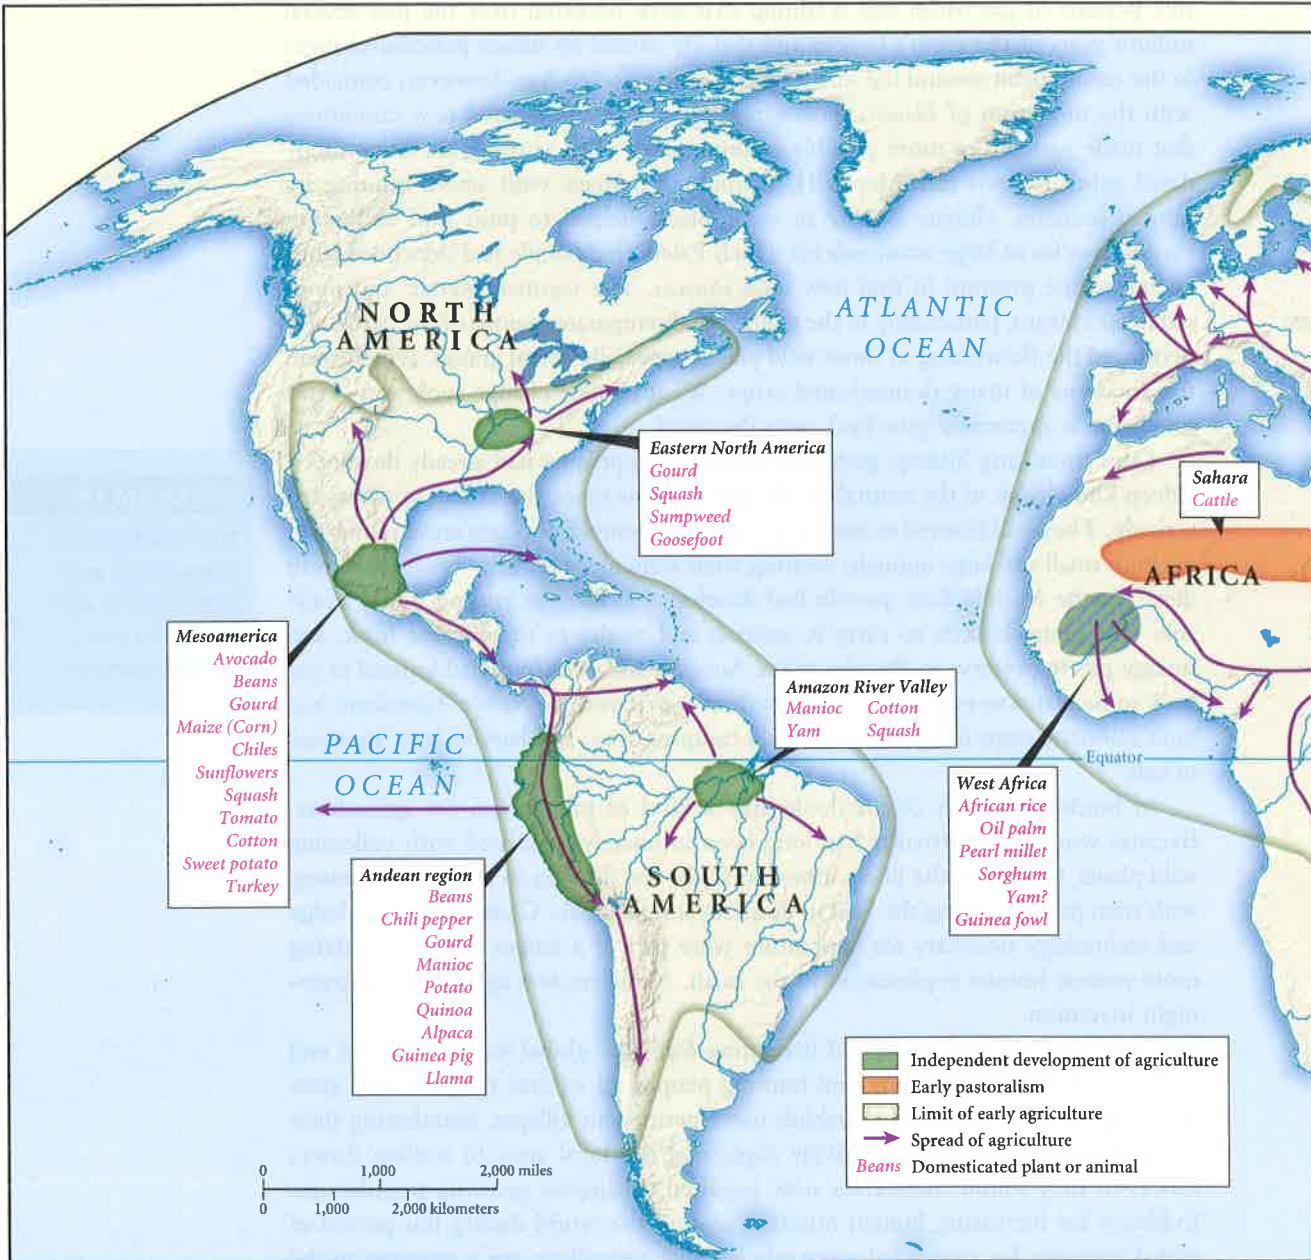 NORTH
AMERICA
ATLANTIC
OCEAN
Eastern North America
Gourd
Squash
Sumpweed
Goosefoot
Sahara
Cattle
AFRICA
Mesoamerica
Avocado
Beans
Gourd
Maize (Corn)
Chiles
Sunflowers
Squash
Tomato
Cotton
Sweet potato
Turkey
PACIFIC
OCEAN
Amazon River Valley
Manioc Cotton
Yam Squash
Equator
West Africa
African rice
Oil palm
Pearl millet
Sorghum
Yam?
Guinea fowl
Andean region
Beans
Chili pepper
Gourd
Manioc
Potato
Quinoa
Alpaca
Guinea pig
Llama
SOUTH
AMERICA
Independent development of agriculture
Early pastoralism
Limit of early agriculture
Spread of agriculture
Beans Domesticated plant or animal
0 1,000 2,000 miles
0 1,000 2,000 kilometers